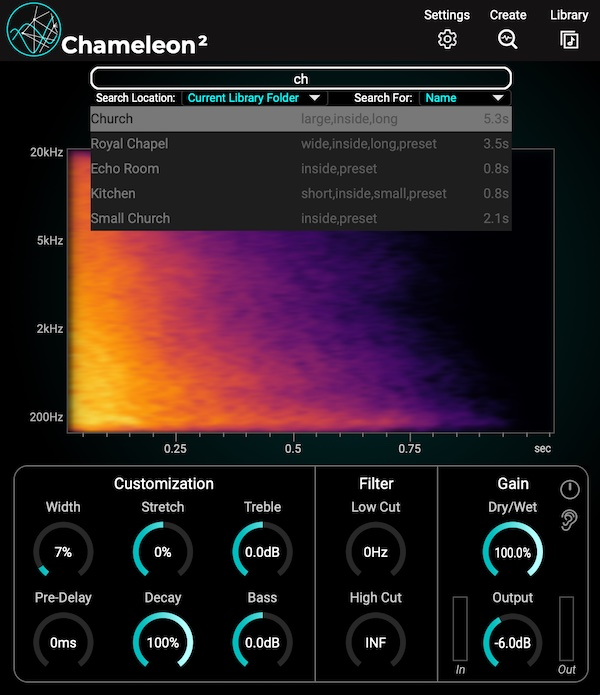 Settings Create Library
Chameleon²
ch
Search Location: Current Library Folder Search For: Name
Church large,inside,long 5.3s
Royal Chapel wide,inside,long,preset 3.5s
Echo Room inside,preset 0.8s
Kitchen short,inside,small,preset 0.8s
Small Church inside,preset 2.1s
20kHz
5kHz
2kHz
200Hz
0.25 0.5 0.75 sec
Customization Filter Gain
Width Stretch Treble Low Cut Dry/Wet
7% 0% 0.0dB 0Hz 100.0%
Pre-Delay Decay Bass High Cut Output
0ms 100% 0.0dB INF -6.0dB
In Out